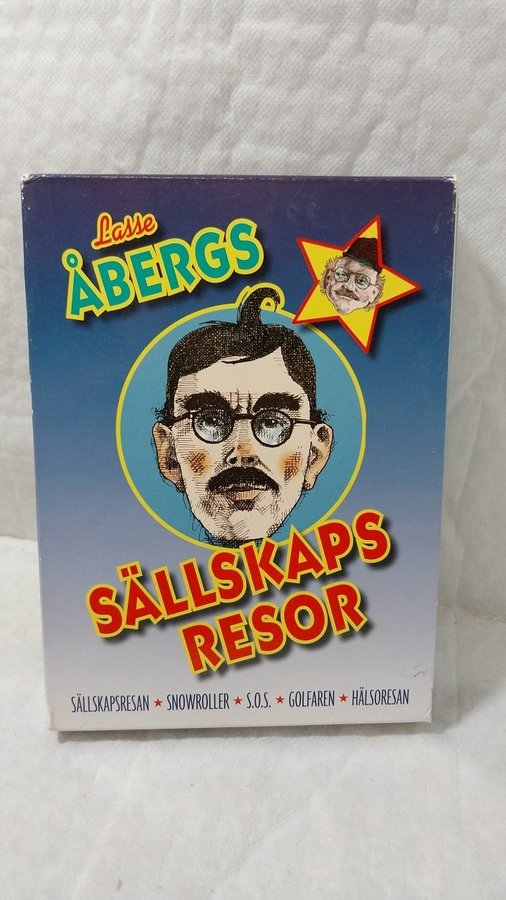 Lasse
ÅBERGS
SÄLLSKAPS
RESOR
SÄLLSKAPSRESAN ★ SNOWROLLER ★ S.O.S. ★ GOLFAREN ★ HÄLSORESAN